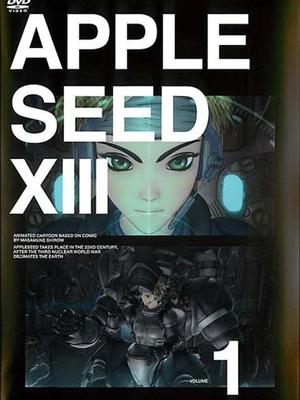 DVD
VIDEO
APPLE
SEED
XIII
ANIMATED CARTOON BASED ON COMIC
BY MASAMUNE SHIROW
APPLESEED TAKES PLACE IN THE 22ND CENTURY,
AFTER THE THIRD NUCLEAR WORLD WAR
DECIMATES THE EARTH
VOLUME
1